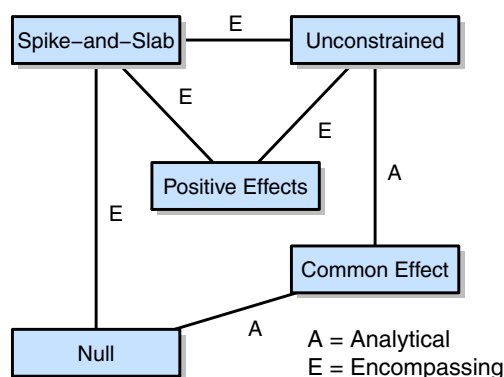 Spike−and−Slab
E
Unconstrained
E
E
Positive Effects
A
E
Common Effect
A
Null
A = Analytical
E = Encompassing